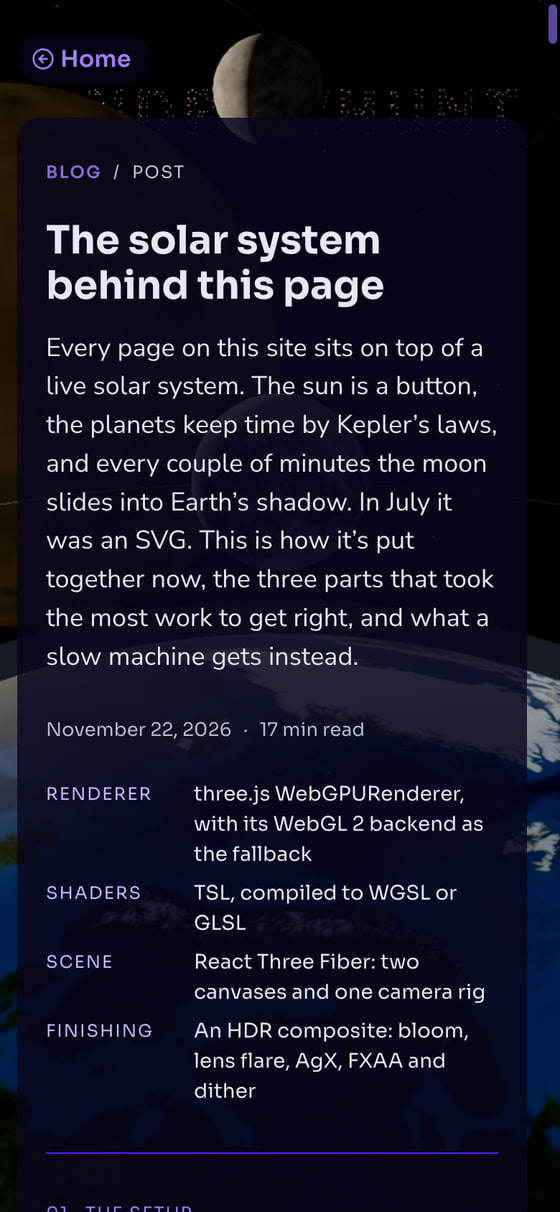 Home
BLOG / POST
The solar system
behind this page
Every page on this site sits on top of a
live solar system. The sun is a button,
the planets keep time by Kepler’s laws,
and every couple of minutes the moon
slides into Earth’s shadow. In July it
was an SVG. This is how it’s put
together now, the three parts that took
the most work to get right, and what a
slow machine gets instead.
November 22, 2026 · 17 min read
RENDERER
three.js WebGPURenderer,
with its WebGL 2 backend as
the fallback
SHADERS
TSL, compiled to WGSL or
GLSL
SCENE
React Three Fiber: two
canvases and one camera rig
FINISHING
An HDR composite: bloom,
lens flare, AgX, FXAA and
dither
01 THE SETUP